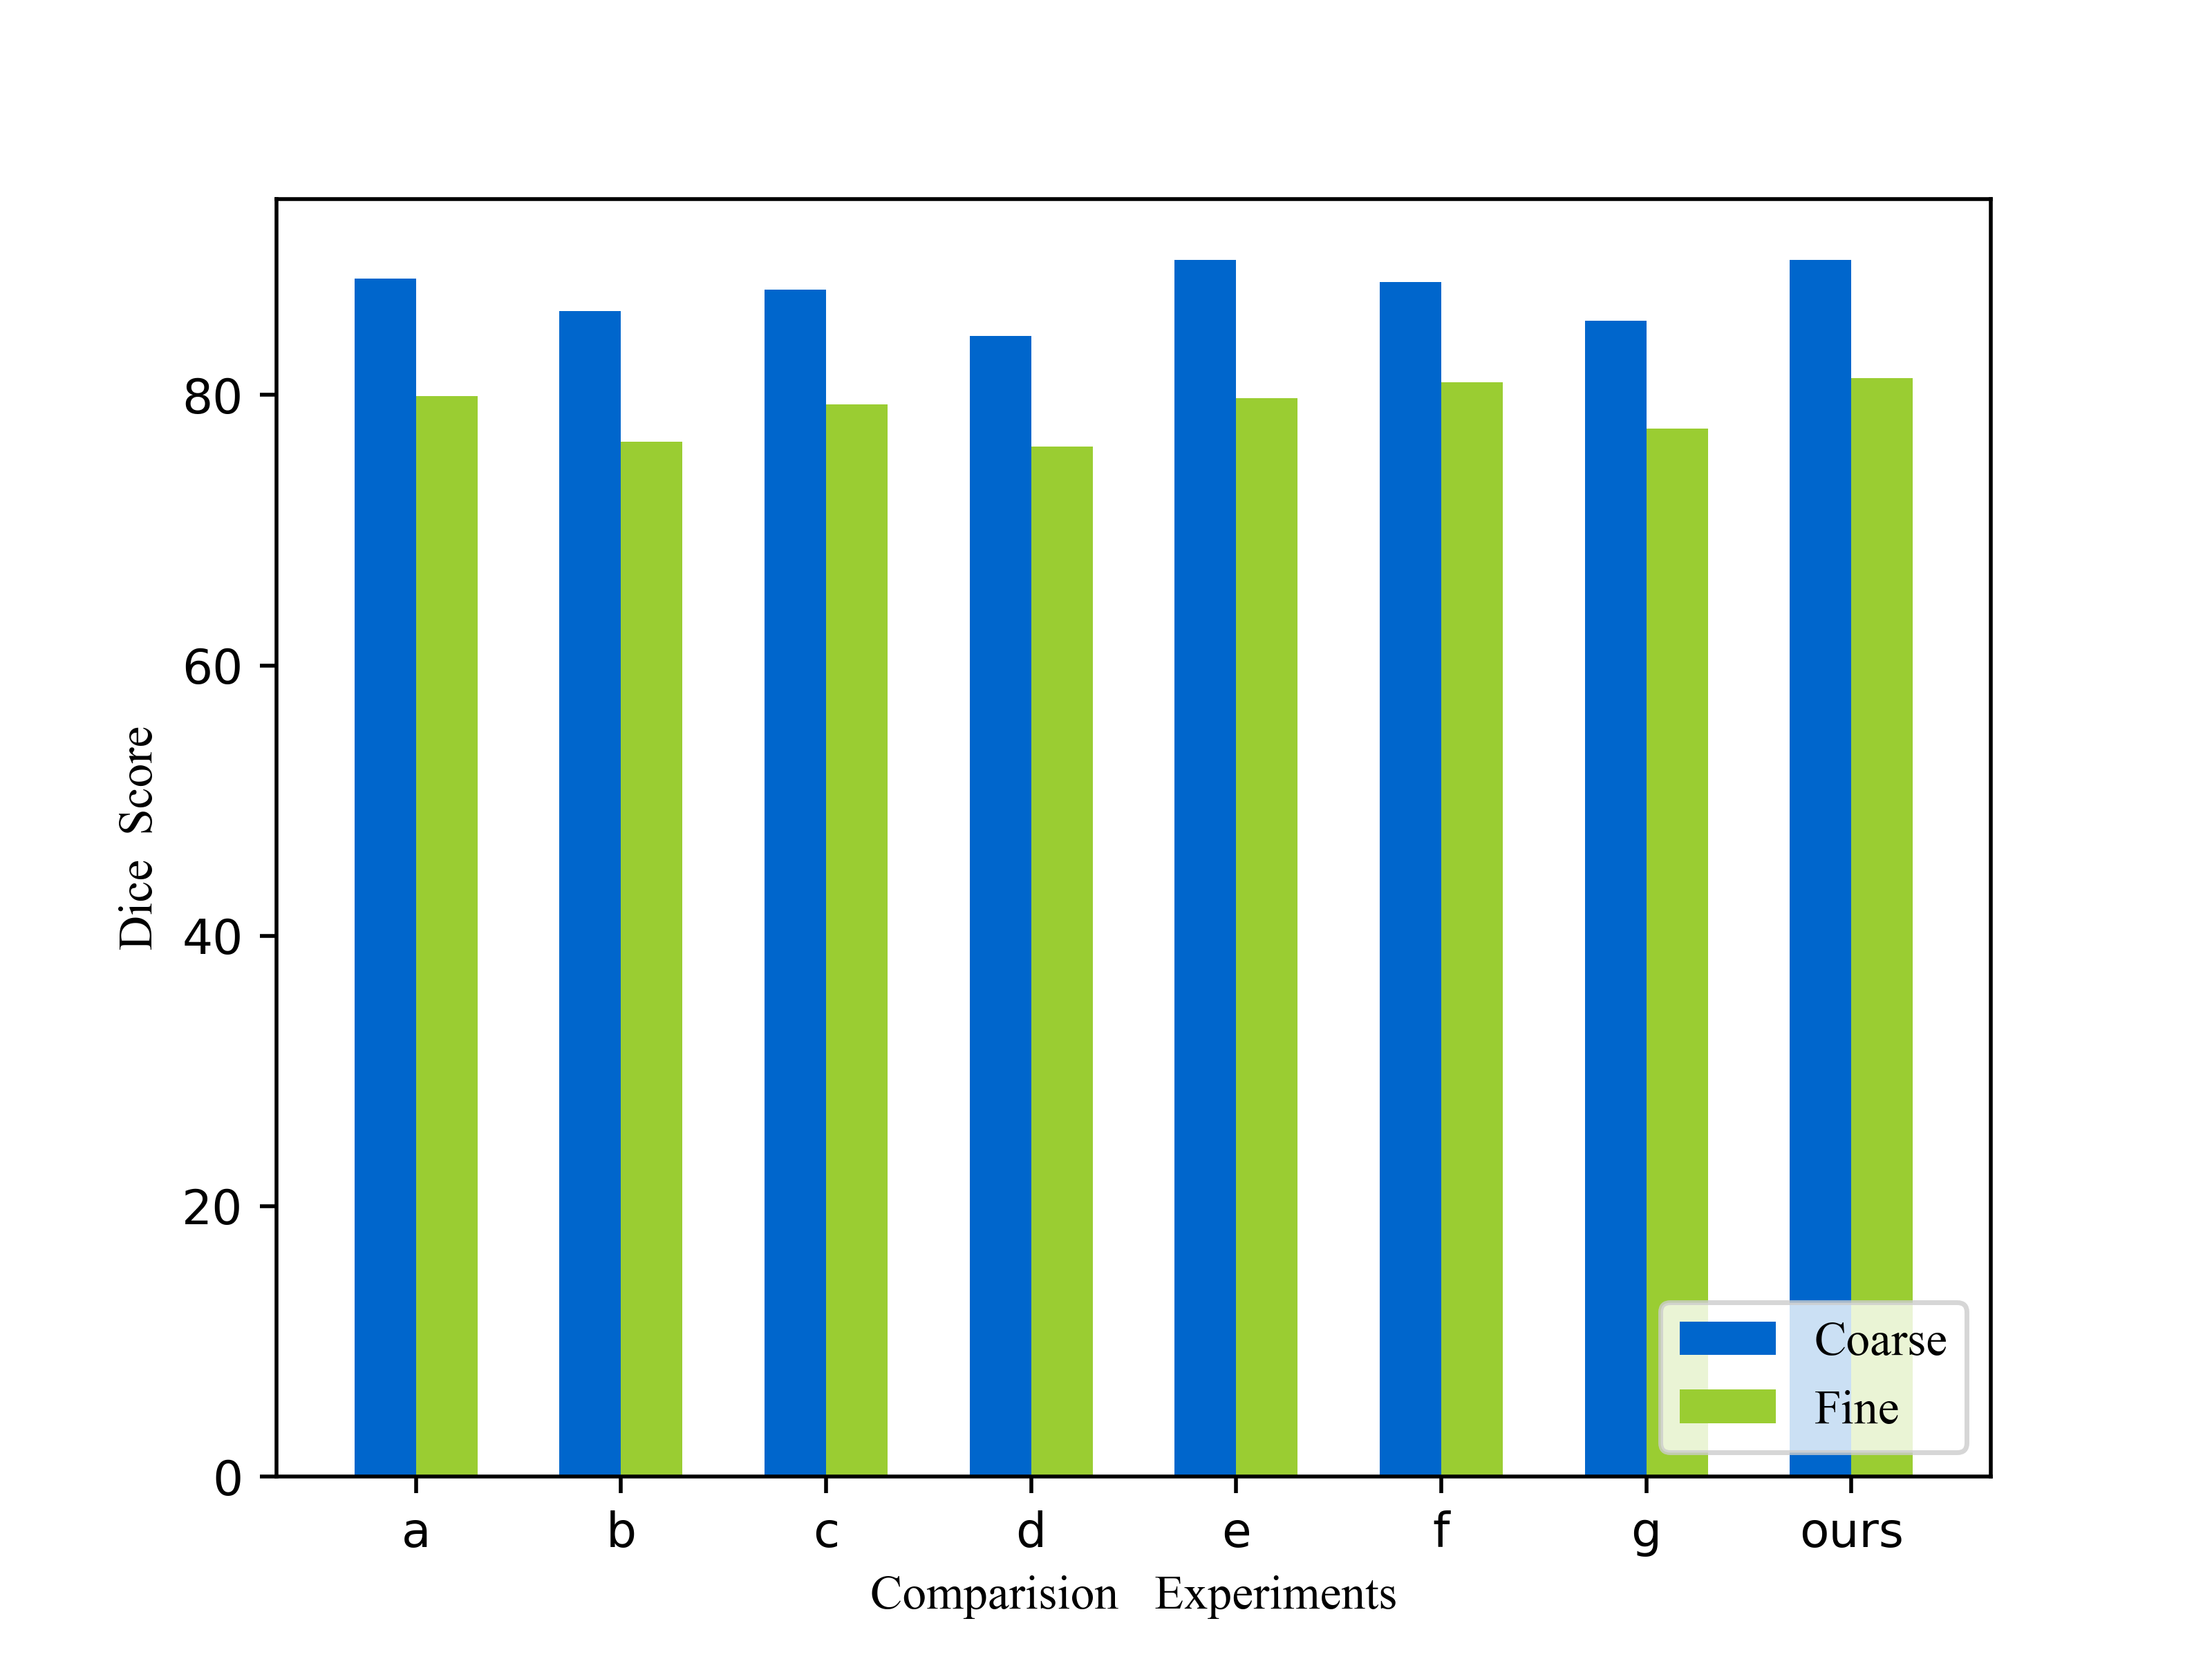 80
60
40
20
0
Dice Score
a b c d e f g ours
Comparision Experiments
Coarse
Fine